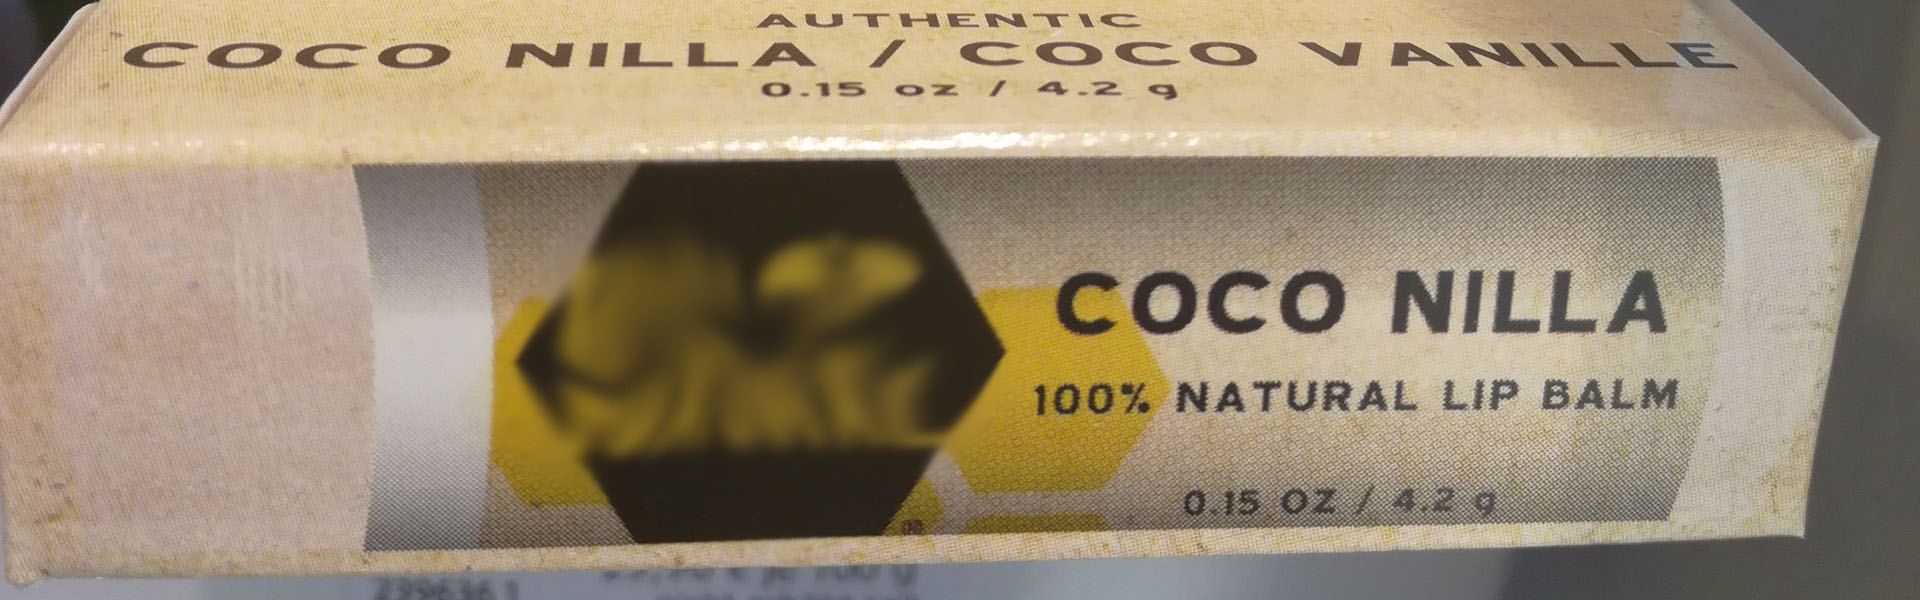 AUTHENTIC
COCO NILLA / COCO VANILLE
0.15 oz / 4.2 g
COCO NILLA
100% NATURAL LIP BALM
0.15 OZ / 4.2 g